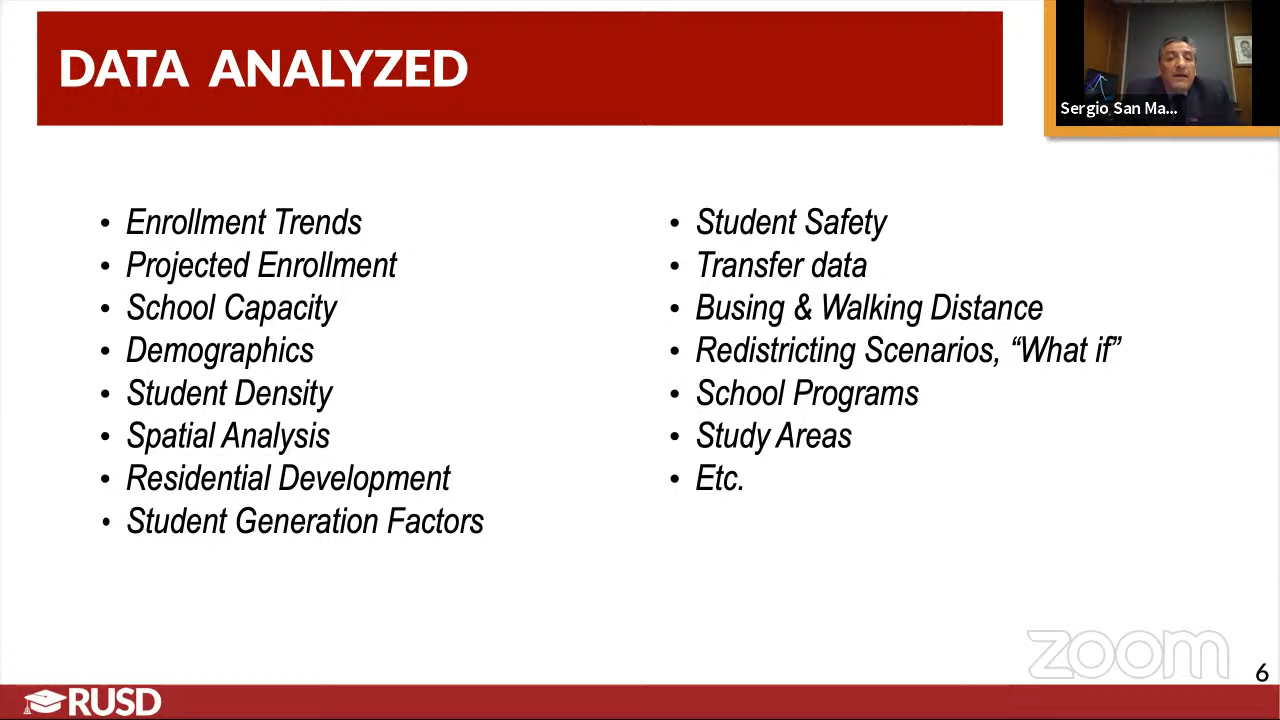 DATA ANALYZED
Sergio San Ma...
• Enrollment Trends
• Projected Enrollment
• School Capacity
• Demographics
• Student Density
• Spatial Analysis
• Residential Development
• Student Generation Factors
• Student Safety
• Transfer data
• Busing & Walking Distance
• Redistricting Scenarios, “What if”
• School Programs
• Study Areas
• Etc.
zoom
6
RUSD